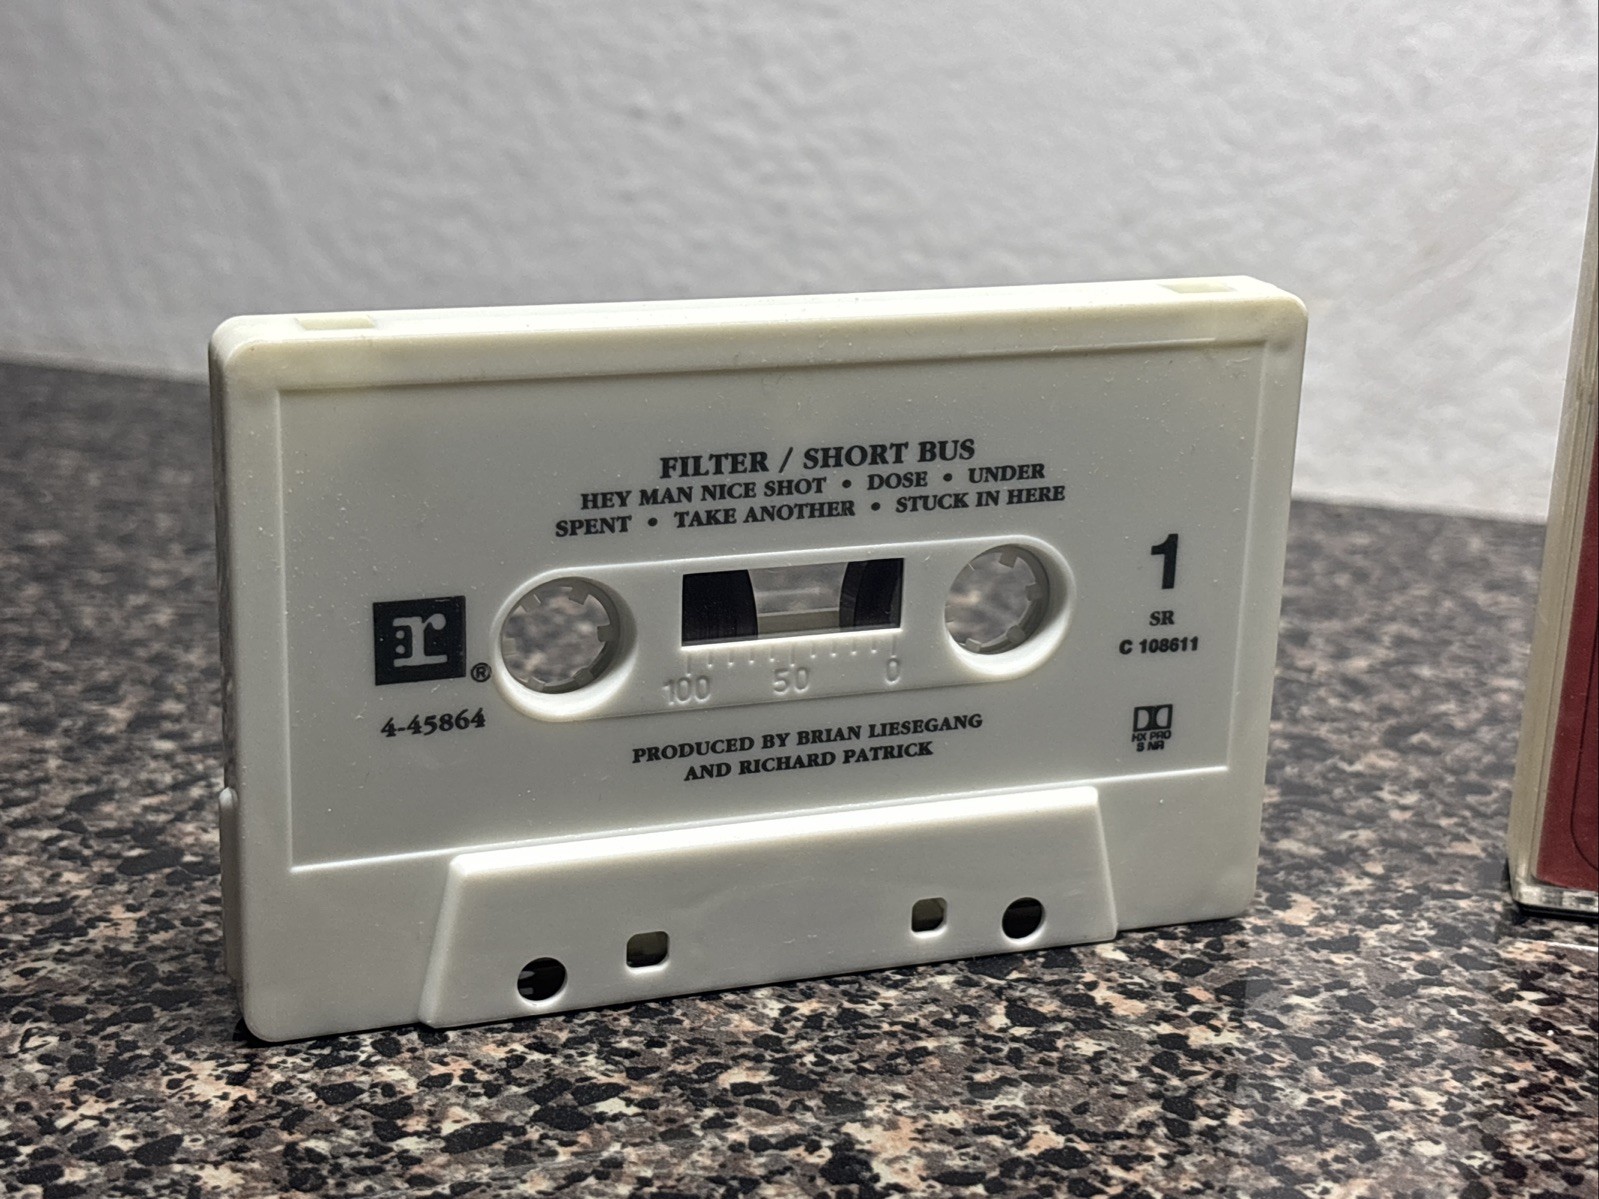 FILTER / SHORT BUS
HEY MAN NICE SHOT • DOSE • UNDER
SPENT • TAKE ANOTHER • STUCK IN HERE
1
SR
C 108611
r
®
4-45864
100 50 0
PRODUCED BY BRIAN LIESEGANG
AND RICHARD PATRICK
HX PRO
B NR